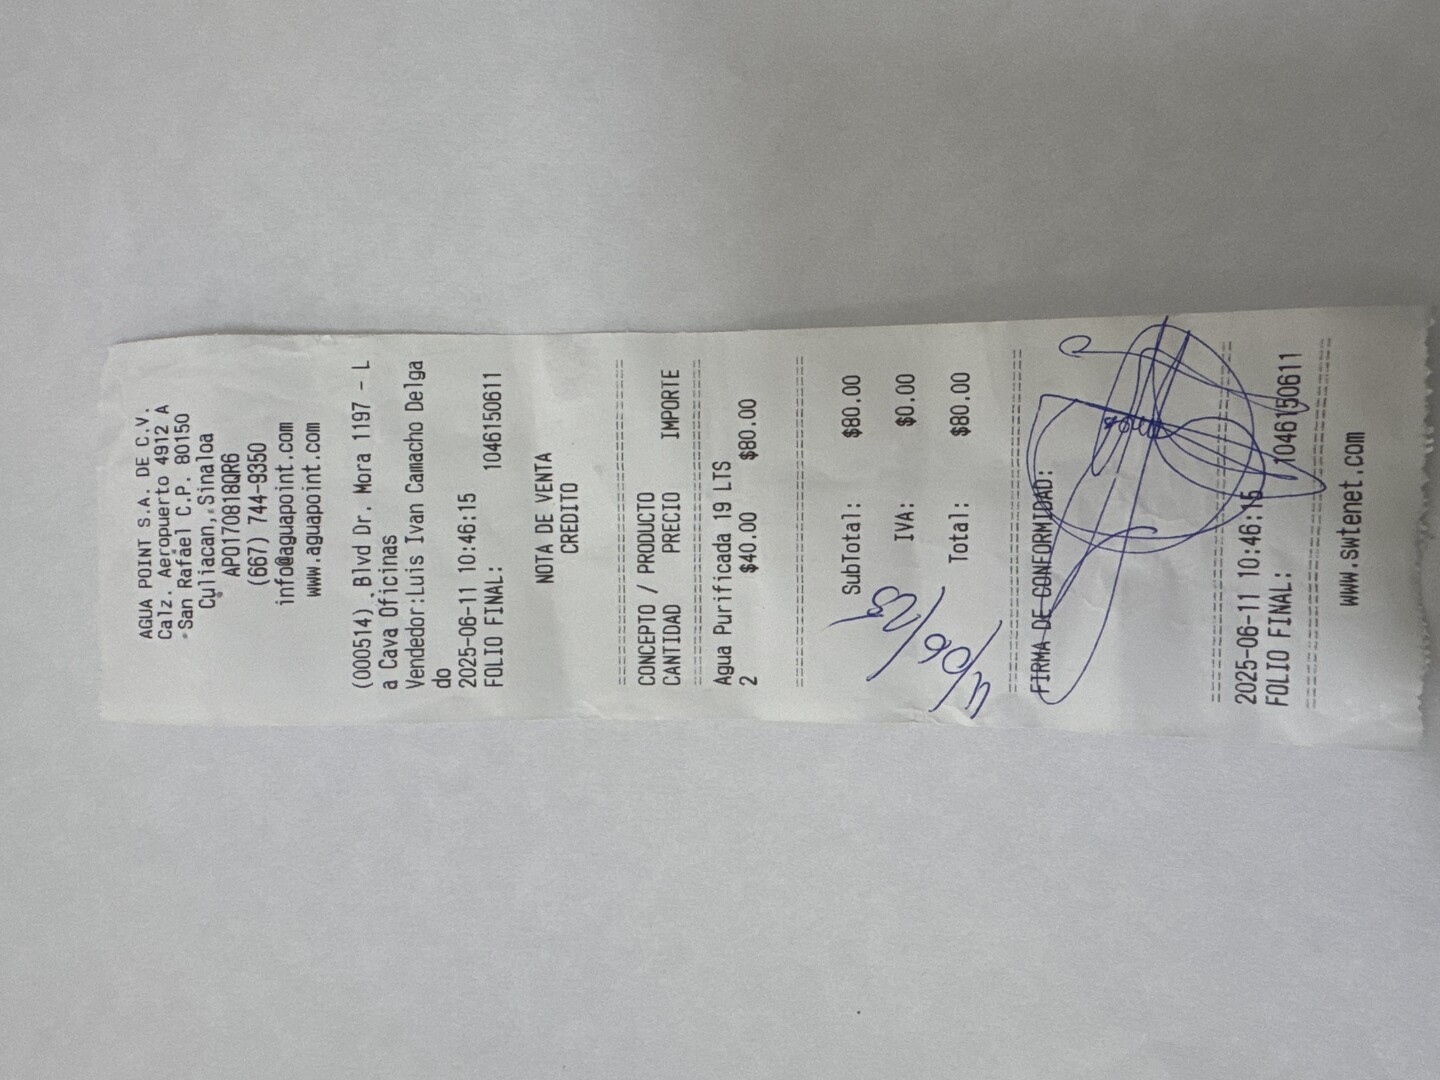 AGUA POINT S.A. DE C.V.
Calz. Aeropuerto 4912 A
San Rafael C.P. 80150
Culiacan, Sinaloa
APO170818QR6
(667) 744-9350
info@aguapoint.com
www.aguapoint.com
(000514) Blvd Dr. Mora 1197 - L
a Cava Oficinas
Vendedor:Luis Ivan Camacho Delga
do
2025-06-11 10:46:15
FOLIO FINAL: 1046150611
NOTA DE VENTA
CREDITO
==============================
CONCEPTO / PRODUCTO
CANTIDAD PRECIO IMPORTE
==============================
Agua Purificada 19 LTS
2 $40.00 $80.00
==============================
SubTotal: $80.00
IVA: $0.00
Total: $80.00
11/06/25
==============================
FIRMA DE CONFORMIDAD:
==============================
2025-06-11 10:46:15
FOLIO FINAL: 1046150611
==============================
www.swtenet.com